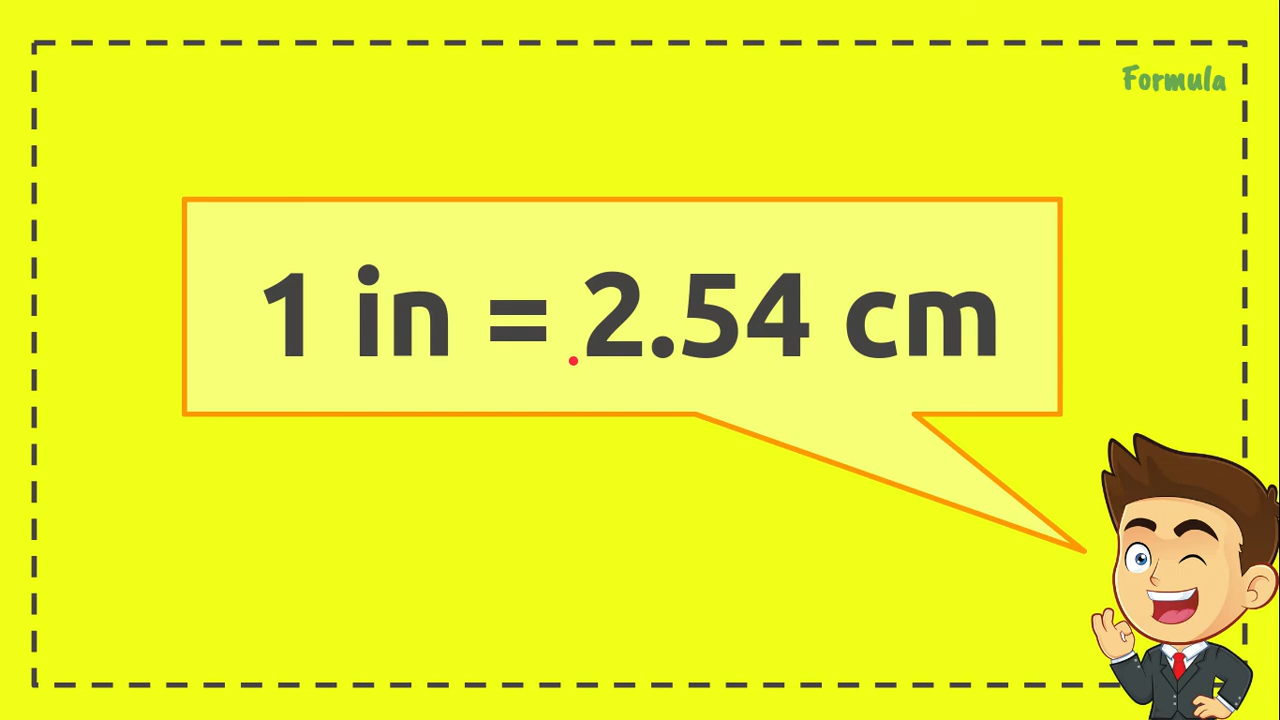 Formula
1 in = 2.54 cm